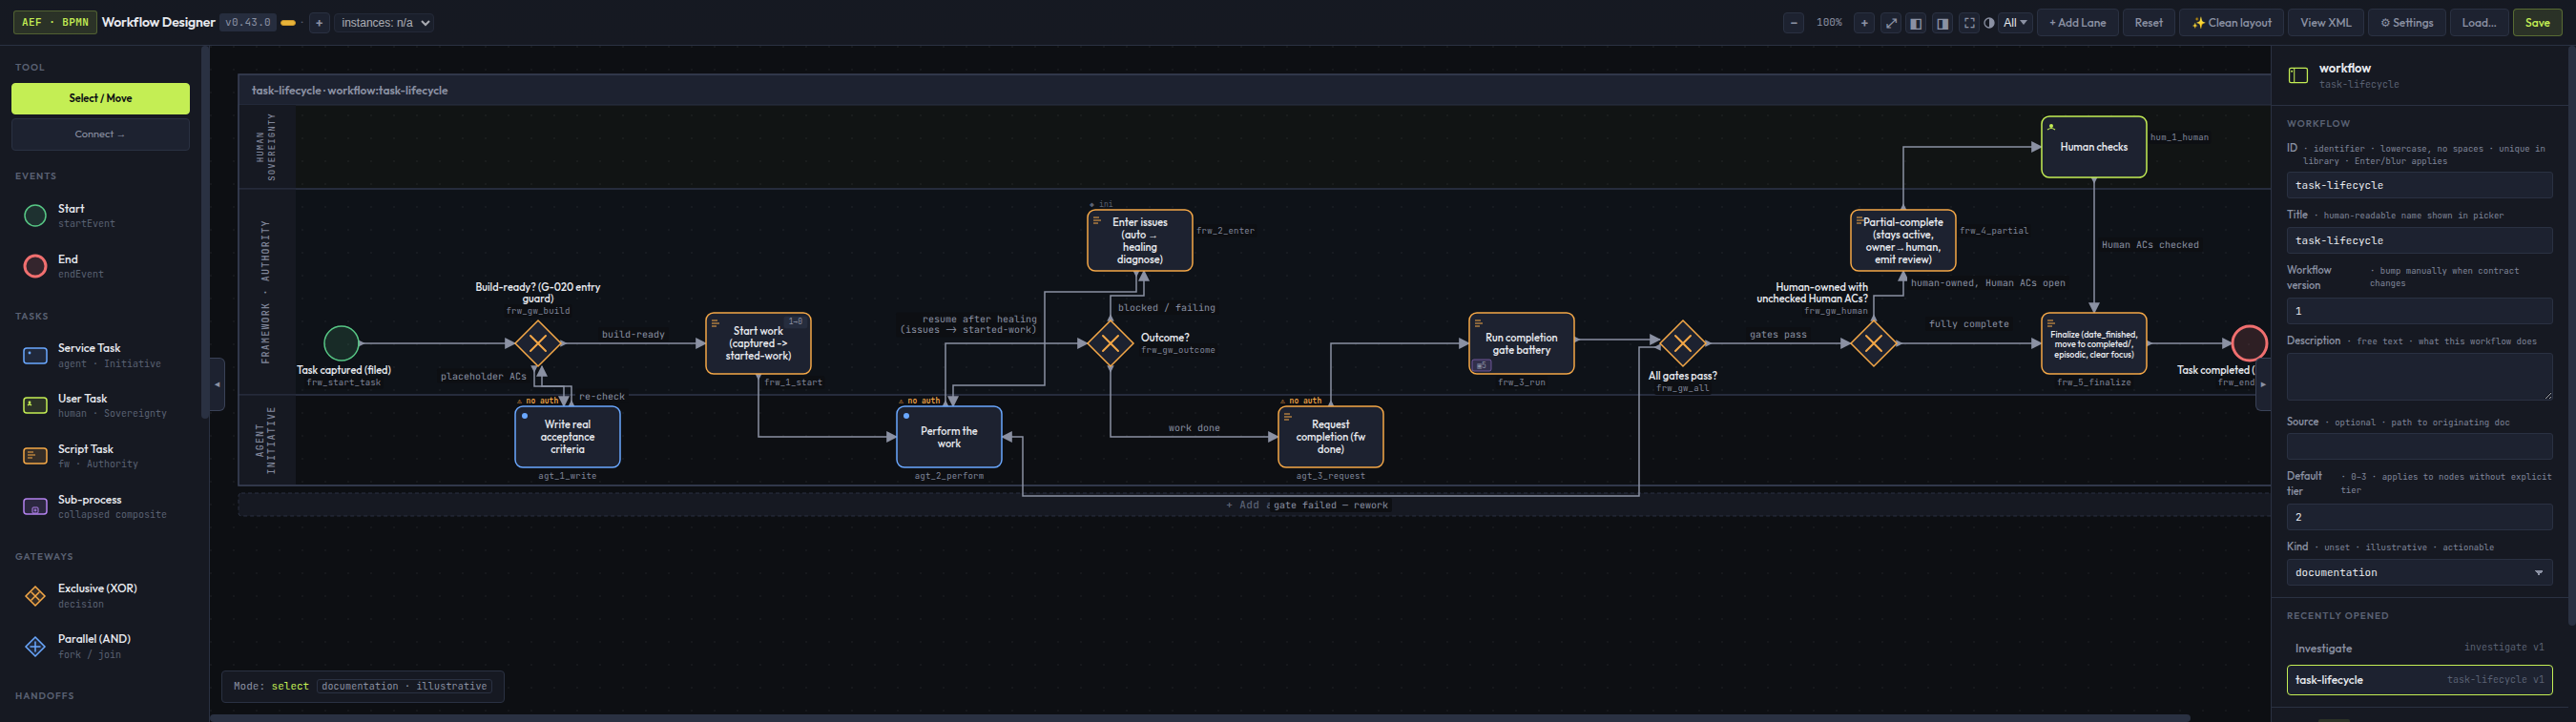 AEF · BPMN Workflow Designer v0.43.0 + instances: n/a
− 100% + All + Add Lane Reset ✨ Clean layout View XML ⚙ Settings Load... Save
TOOL
Select / Move
Connect →
EVENTS
Start
startEvent
End
endEvent
TASKS
Service Task
agent · Initiative
User Task
human · Sovereignty
Script Task
fw · Authority
Sub-process
collapsed composite
GATEWAYS
Exclusive (XOR)
decision
Parallel (AND)
fork / join
HANDOFFS
task-lifecycle · workflow:task-lifecycle
HUMAN
SOVEREIGNTY
Human checks
hum_1_human
FRAMEWORK · AUTHORITY
Task captured (filed)
frw_start_task
Build-ready? (G-020 entry
guard)
frw_gw_build
build-ready
placeholder ACs
re-check
Start work
(captured ->
started-work)
frw_1_start
◆ ini
Enter issues
(auto →
healing
diagnose)
frw_2_enter
blocked / failing
resume after healing
(issues → started-work)
Outcome?
frw_gw_outcome
work done
Run completion
gate battery
frw_3_run
All gates pass?
frw_gw_all
gates pass
Human-owned with
unchecked Human ACs?
frw_gw_human
Partial-complete
(stays active,
owner→human,
emit review)
frw_4_partial
human-owned, Human ACs open
fully complete
Human ACs checked
Finalize (date_finished,
move to completed/,
episodic, clear focus)
frw_5_finalize
Task completed (
frw_end
AGENT
INITIATIVE
⚠ no auth
Write real
acceptance
criteria
agt_1_write
⚠ no auth
Perform the
work
agt_2_perform
⚠ no auth
Request
completion (fw
done)
agt_3_request
+ Add
gate failed — rework
Mode: select documentation · illustrative
workflow
task-lifecycle
WORKFLOW
ID · identifier · lowercase, no spaces · unique in
library · Enter/blur applies
task-lifecycle
Title · human-readable name shown in picker
task-lifecycle
Workflow version · bump manually when contract changes
1
Description · free text · what this workflow does
Source · optional · path to originating doc
Default tier · 0-3 · applies to nodes without explicit tier
2
Kind · unset · illustrative · actionable
documentation
RECENTLY OPENED
Investigate investigate v1
task-lifecycle task-lifecycle v1